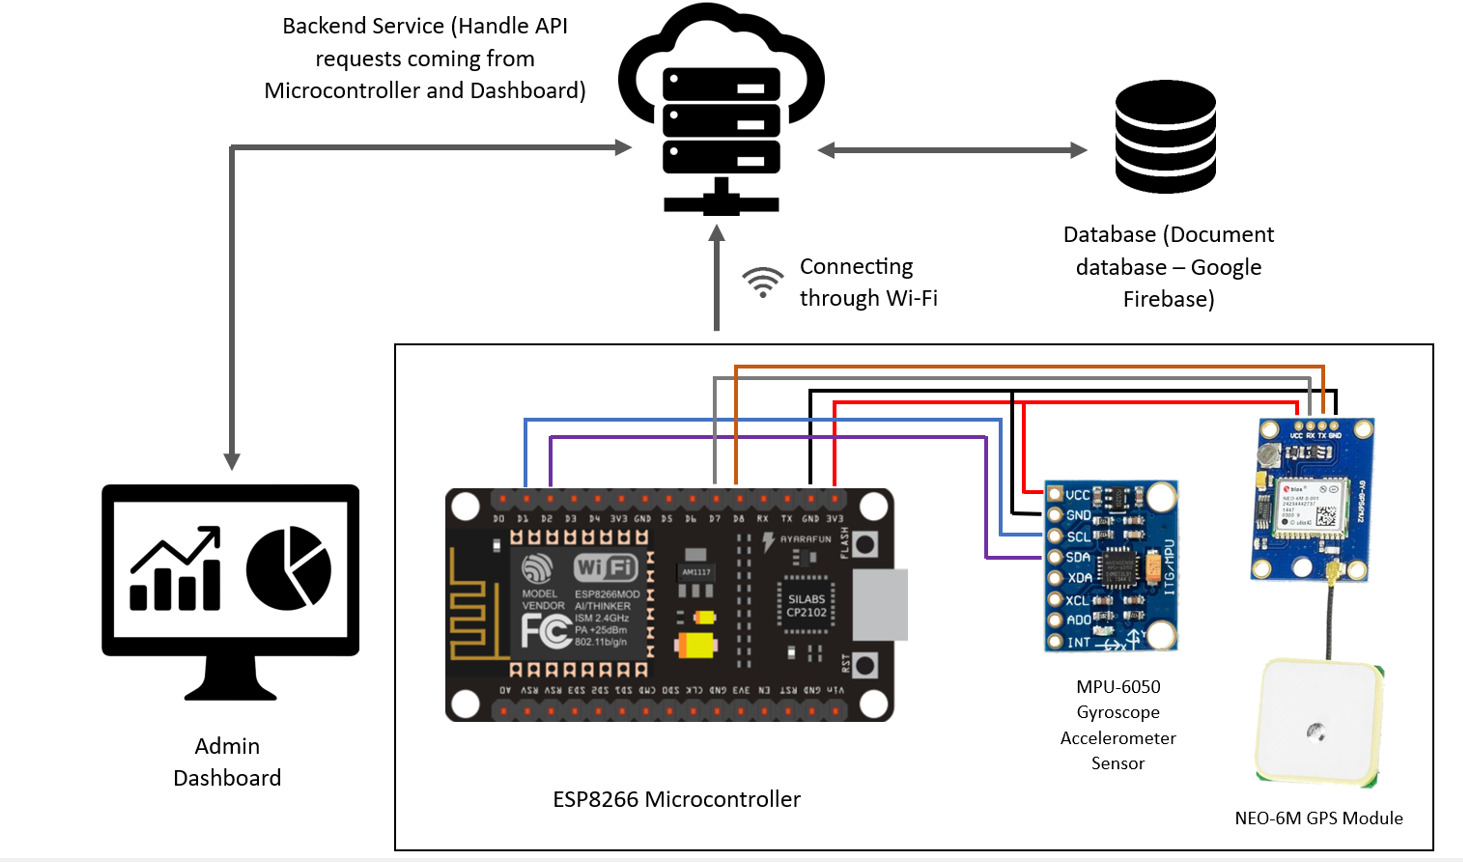 Backend Service (Handle API
requests coming from
Microcontroller and Dashboard)
Database (Document
database – Google
Firebase)
Connecting
through Wi-Fi
VCC RX TX GND
NEO-6M-0-001
GY-GPS6MV2
D0 D1 D2 D3 D4 3V3 GND D5 D6 D7 D8 RX TX GND 3V3
AYARAFUN
FLASH
WiFi
AM1117
MODEL
VENDOR
ESP8266MOD
AI/THINKER
ISM 2.4GHz
PA +25dBm
802.11b/g/n
FC
SILABS
CP2102
RST
A0 RSV RSV SD3 SD2 SD1 CMD SD0 CLK GND 3V3 EN RST GND Vin
VCC
GND
SCL
SDA
XDA
XCL
ADO
INT
ITG/MPU
MPU-6050
Gyroscope
Accelerometer
Sensor
Admin
Dashboard
ESP8266 Microcontroller
NEO-6M GPS Module